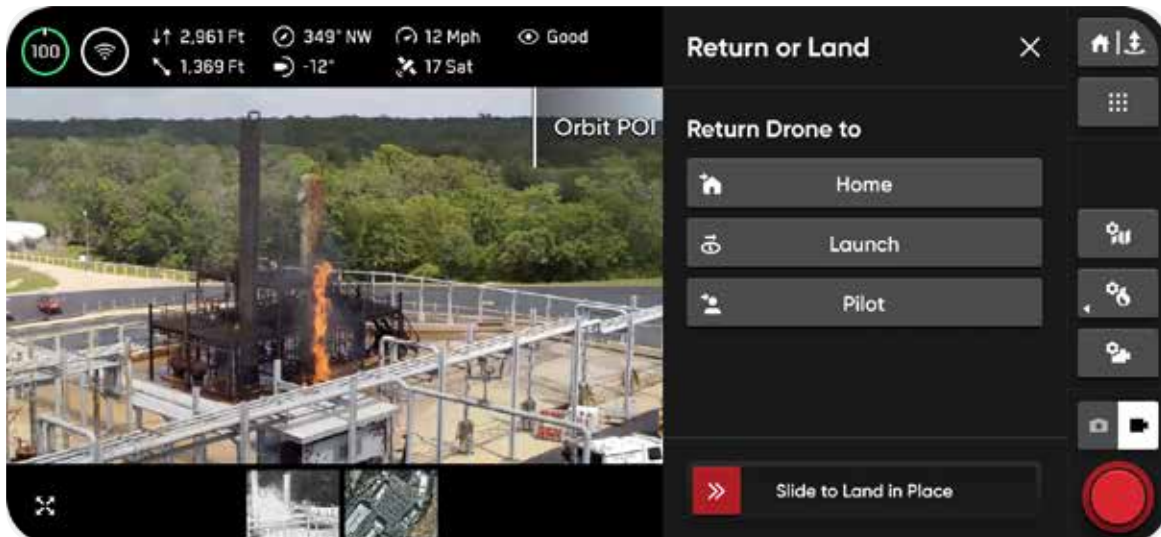 100
2,961 Ft
349° NW
12 Mph
Good
1,369 Ft
-12°
17 Sat
Orbit POI
Return or Land
Return Drone to
Home
Launch
Pilot
Slide to Land in Place